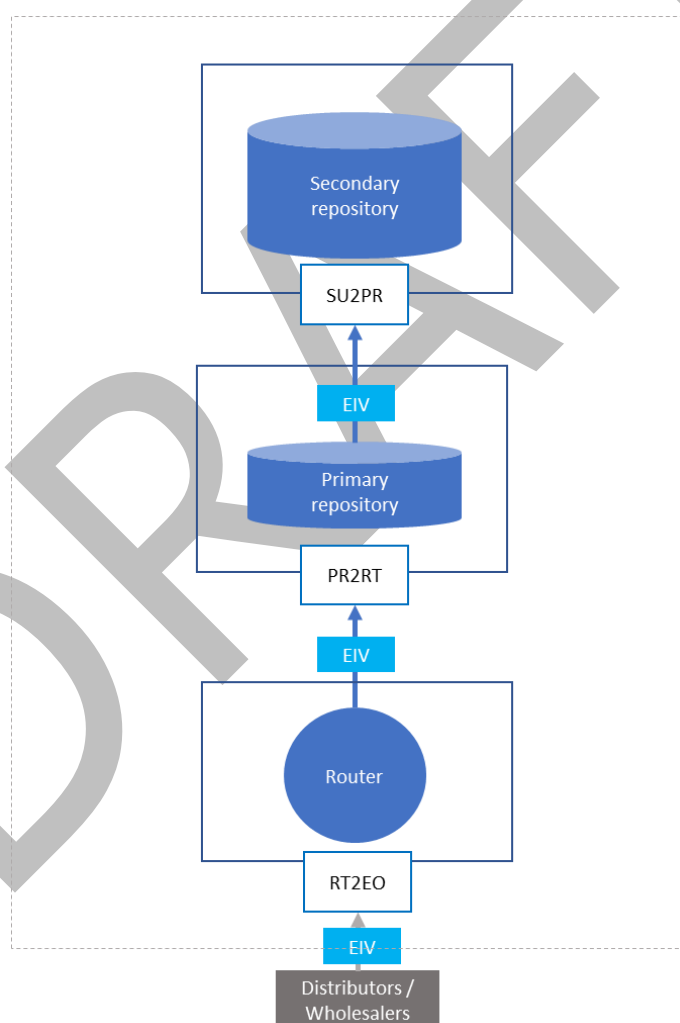 Secondary
repository
SU2PR
EIV
Primary
repository
PR2RT
EIV
Router
RT2EO
EIV
Distributors /
Wholesalers
DRAFT